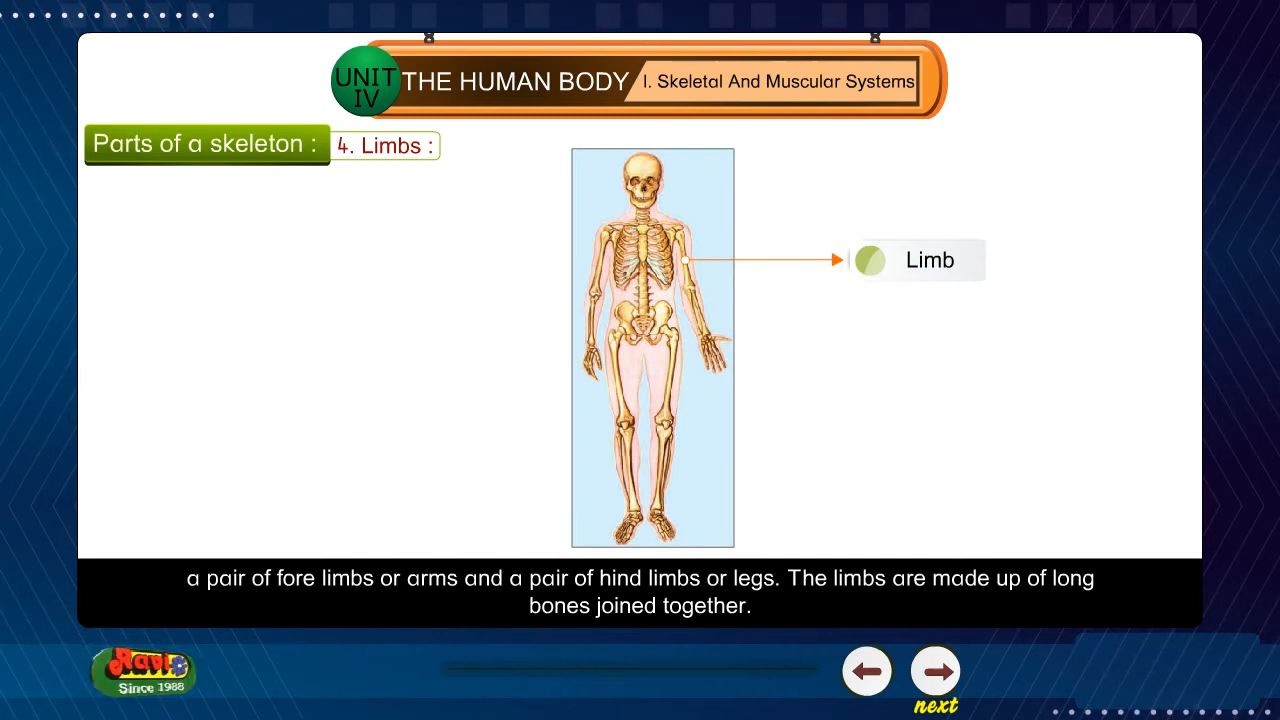 UNIT
IV
THE HUMAN BODY
I. Skeletal And Muscular Systems
Parts of a skeleton :
4. Limbs :
Limb
a pair of fore limbs or arms and a pair of hind limbs or legs. The limbs are made up of long
bones joined together.
Ravi
Since 1988
next